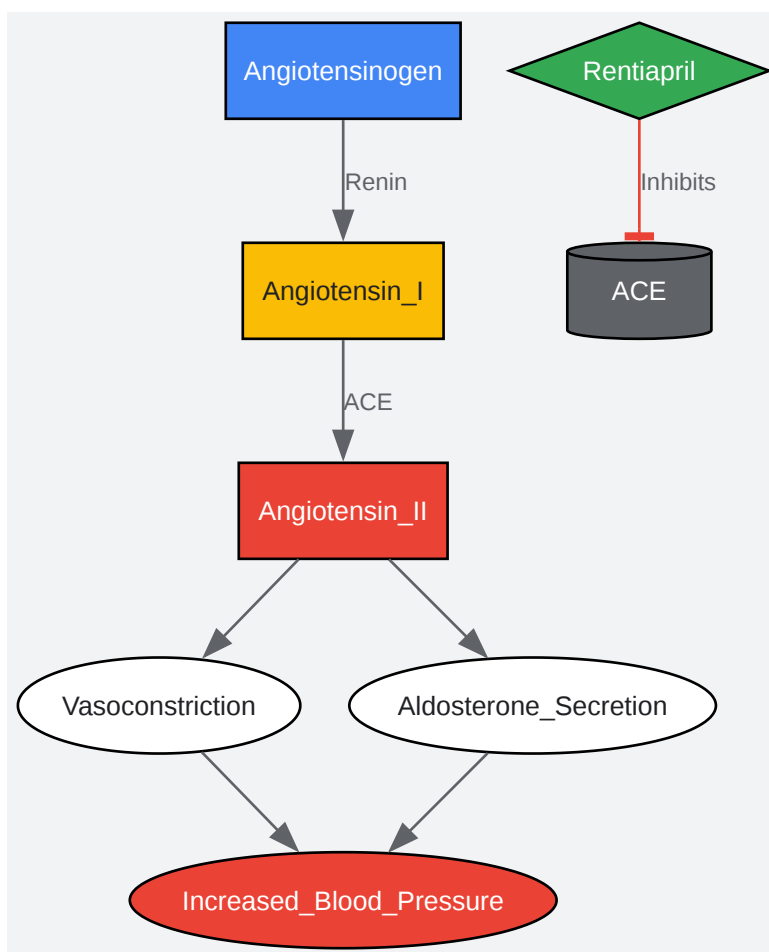 Angiotensinogen
Rentiapril
Renin
Inhibits
Angiotensin_I
ACE
ACE
Angiotensin_II
Vasoconstriction
Aldosterone_Secretion
Increased_Blood_Pressure